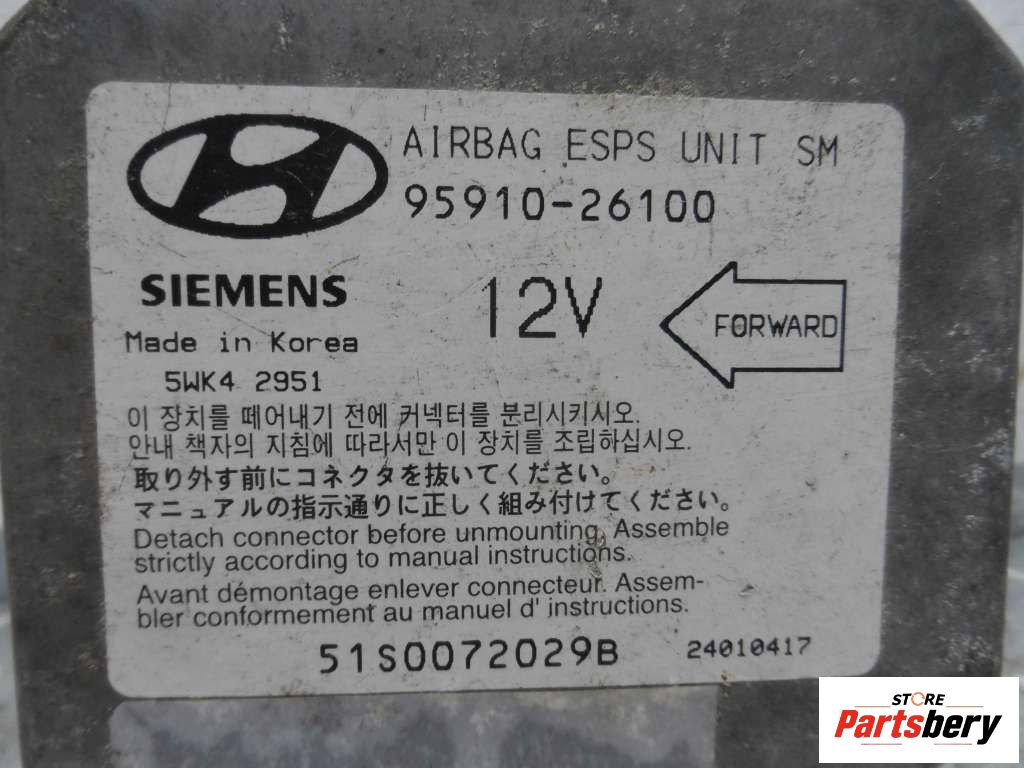 AIRBAG ESPS UNIT SM
95910-26100
SIEMENS
12V
FORWARD
Made in Korea
5WK4 2951
이 장치를 떼어내기 전에 커넥터를 분리시키시오.
안내 책자의 지침에 따라서만 이 장치를 조립하십시오.
取り外す前にコネクタを抜いてください。
マニュアルの指示通りに正しく組み付けてください。
Detach connector before unmounting. Assemble
strictly according to manual instructions.
Avant démontage enlever connecteur. Assem-
bler conformement au manuel d' instructions.
51S0072029B
24010417
STORE
Partsbery